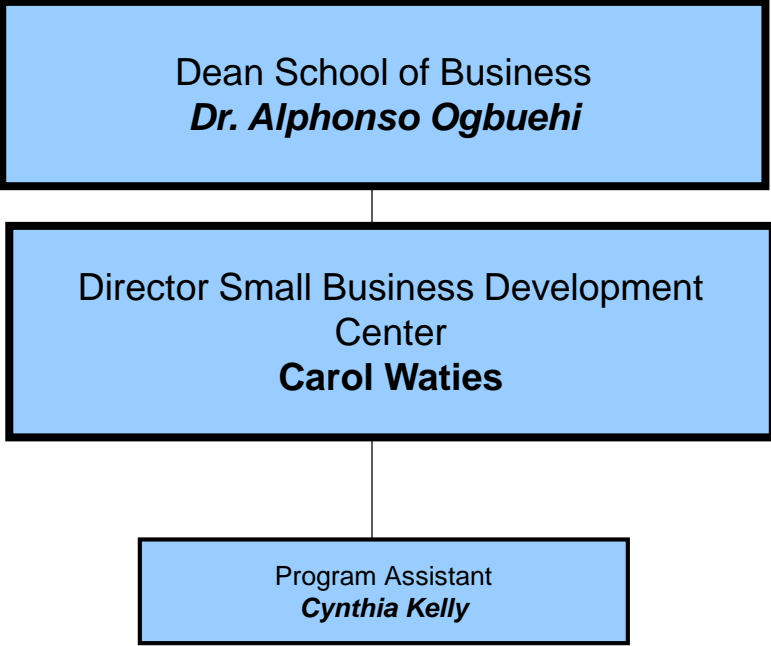 Dean School of Business
Dr. Alphonso Ogbuehi
Director Small Business Development
Center
Carol Waties
Program Assistant
Cynthia Kelly